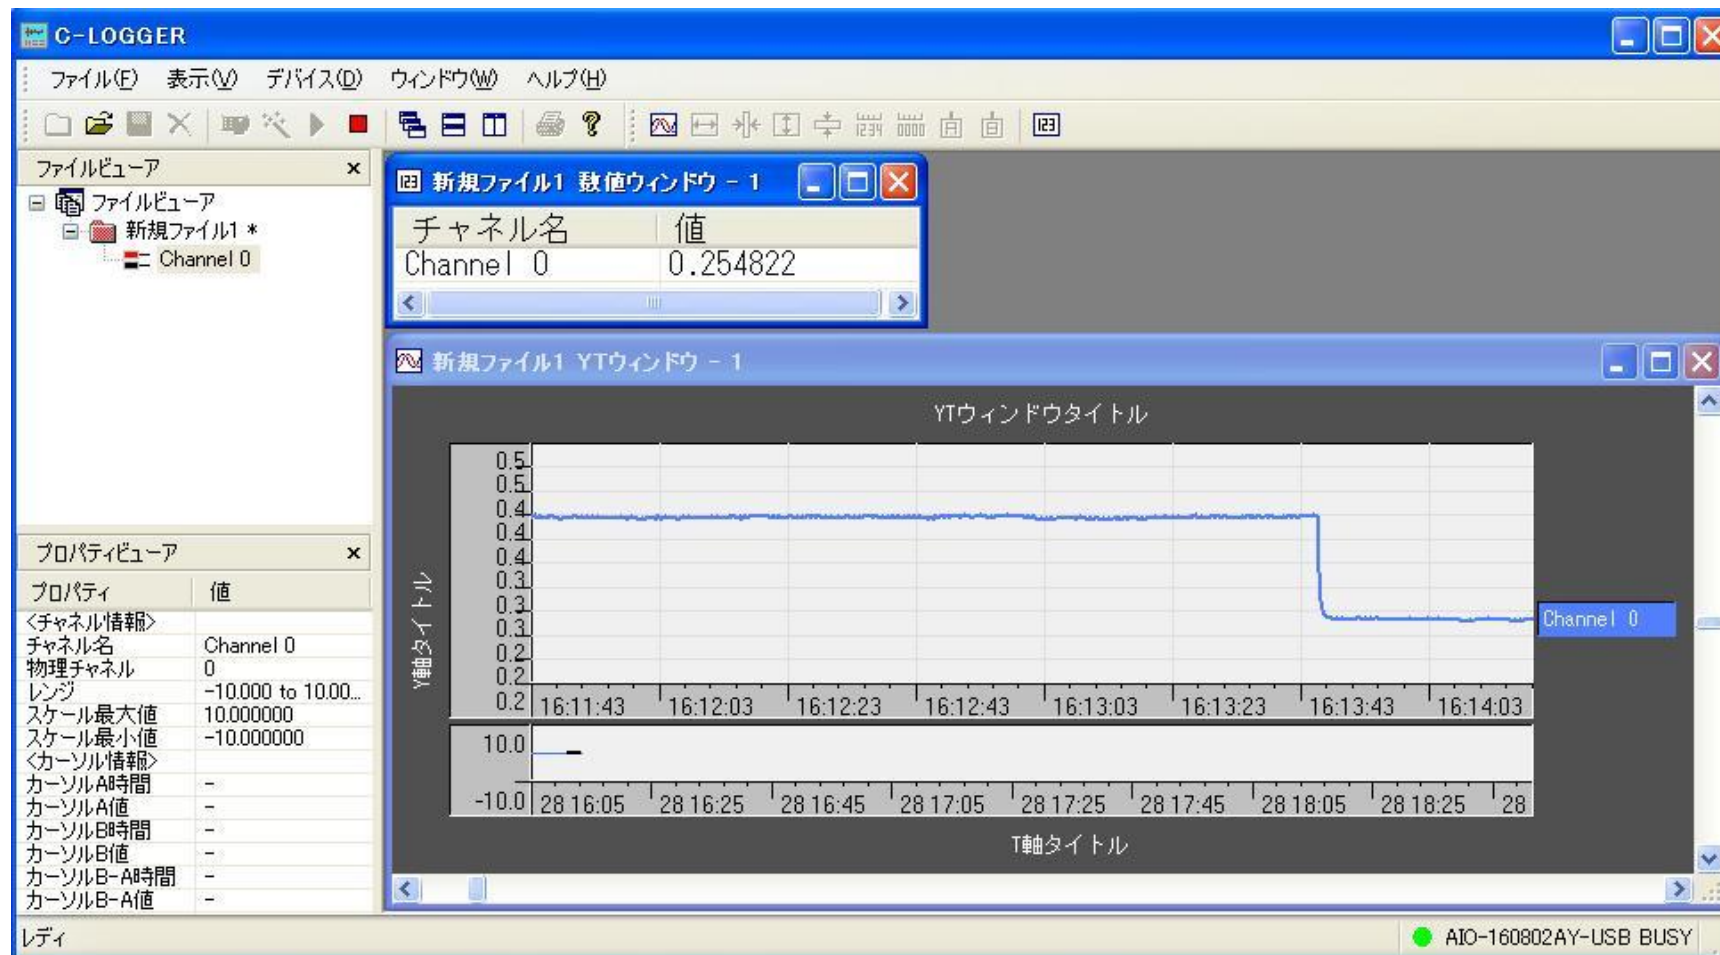 C-LOGGER
ファイル(F) 表示(V) デバイス(D) ウィンドウ(W) ヘルプ(H)
ファイルビューア
ファイルビューア
新規ファイル1 *
Channel 0
新規ファイル1 数値ウィンドウ - 1
チャネル名 値
Channel 0 0.254822
新規ファイル1 YTウィンドウ - 1
YTウィンドウタイトル
Y軸タイトル
0.5
0.5
0.4
0.4
0.4
0.3
0.3
0.3
0.2
0.2
0.2
16:11:43 16:12:03 16:12:23 16:12:43 16:13:03 16:13:23 16:13:43 16:14:03
Channel 0
10.0
-10.0
28 16:05 28 16:25 28 16:45 28 17:05 28 17:25 28 17:45 28 18:05 28 18:25 28
T軸タイトル
プロパティビューア
プロパティ 値
<チャネル情報>
チャネル名 Channel 0
物理チャネル 0
レンジ -10.000 to 10.00...
スケール最大値 10.000000
スケール最小値 -10.000000
<カーソル情報>
カーソルA時間 -
カーソルA値 -
カーソルB時間 -
カーソルB値 -
カーソルB-A時間 -
カーソルB-A値 -
レディ
AIO-160802AY-USB BUSY